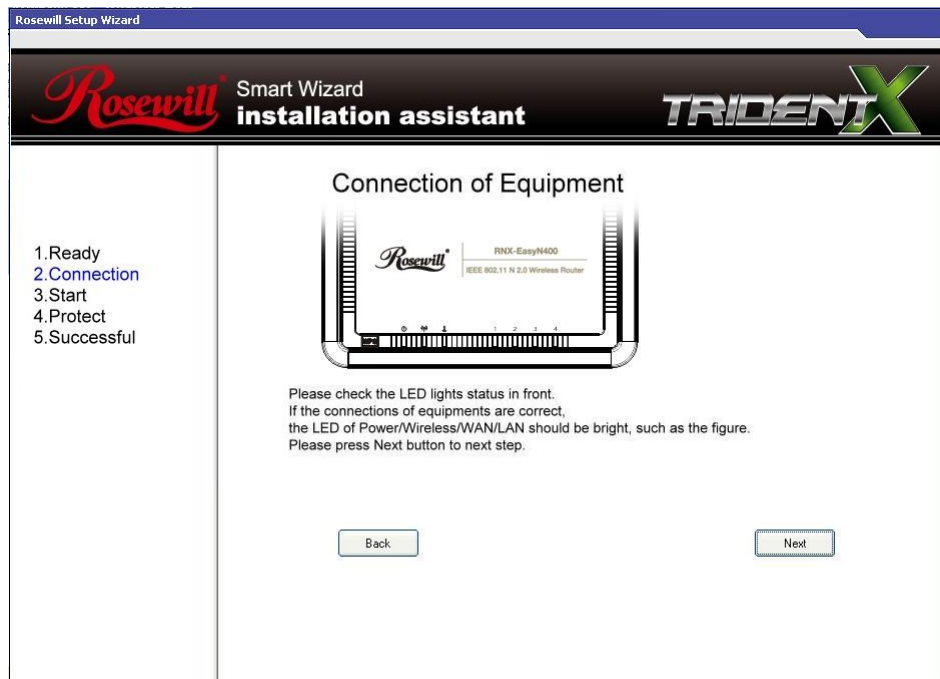 Rosewill Setup Wizard
Rosewill
Smart Wizard
installation assistant
TRIDENTX
Connection of Equipment
Rosewill
RNX-EasyN400
IEEE 802.11 N 2.0 Wireless Router
1 2 3 4
1.Ready
2.Connection
3.Start
4.Protect
5.Successful
Please check the LED lights status in front.
If the connections of equipments are correct,
the LED of Power/Wireless/WAN/LAN should be bright, such as the figure.
Please press Next button to next step.
Back
Next